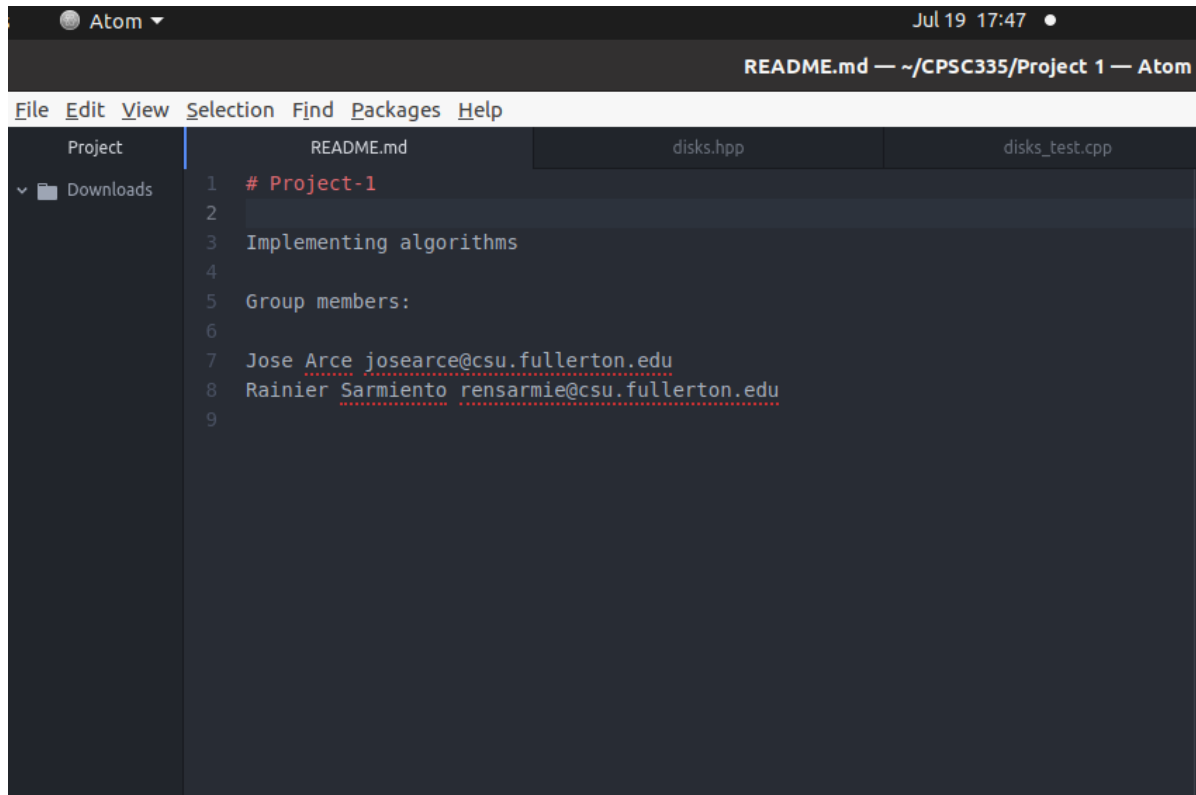 Atom
Jul 19 17:47
README.md — ~/CPSC335/Project 1 — Atom
File Edit View Selection Find Packages Help
Project README.md disks.hpp disks_test.cpp
Downloads
1 # Project-1
2
3 Implementing algorithms
4
5 Group members:
6
7 Jose Arce josearce@csu.fullerton.edu
8 Rainier Sarmiento rensarmie@csu.fullerton.edu
9